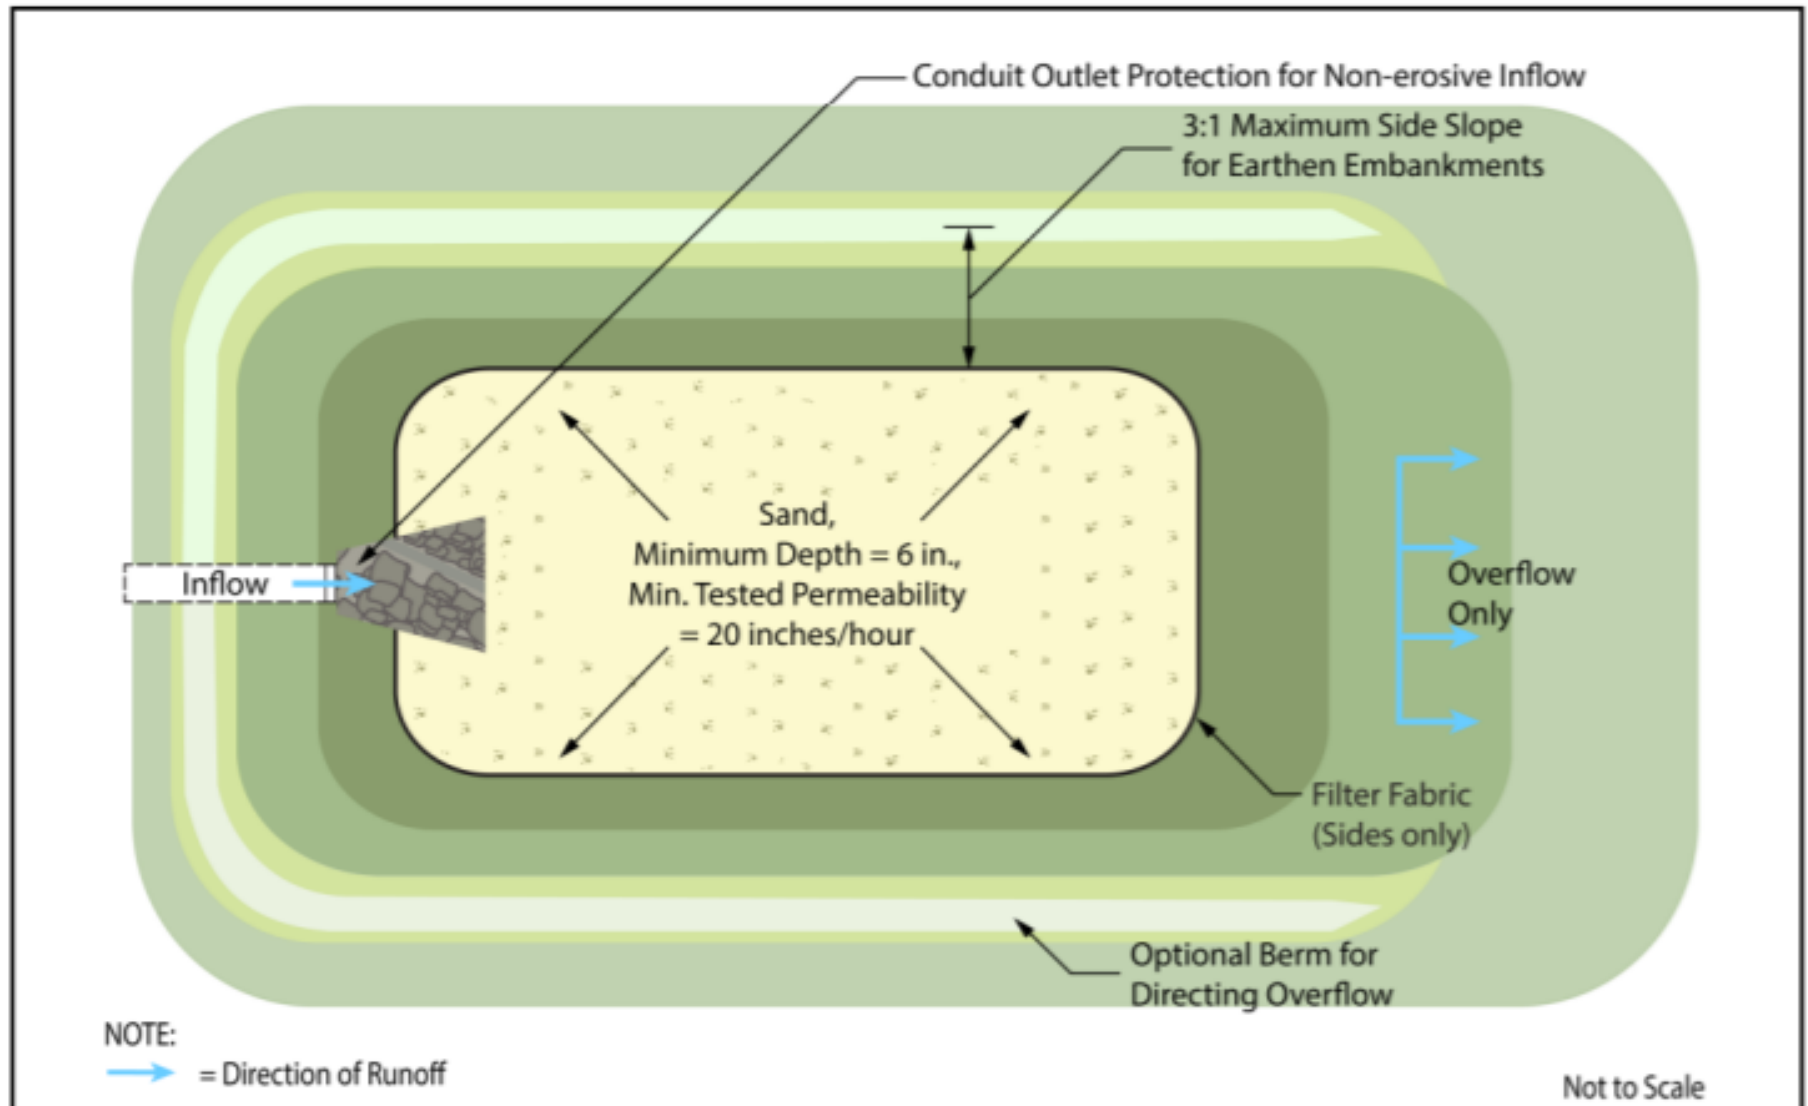 Conduit Outlet Protection for Non-erosive Inflow
3:1 Maximum Side Slope
for Earthen Embankments
Sand,
Minimum Depth = 6 in.,
Min. Tested Permeability
= 20 inches/hour
Inflow
Overflow
Only
Filter Fabric
(Sides only)
Optional Berm for
Directing Overflow
NOTE:
= Direction of Runoff
Not to Scale